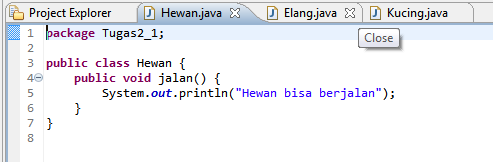 Project Explorer Hewan.java Elang.java Kucing.java
Close
1 package Tugas2_1;
2
3 public class Hewan {
4 public void jalan() {
5 System.out.println("Hewan bisa berjalan");
6 }
7 }
8